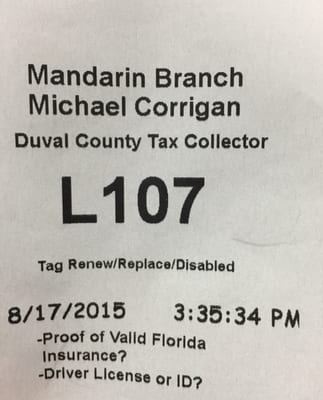 Mandarin Branch
Michael Corrigan
Duval County Tax Collector
L107
Tag Renew/Replace/Disabled
8/17/2015 3:35:34 PM
-Proof of Valid Florida
Insurance?
-Driver License or ID?